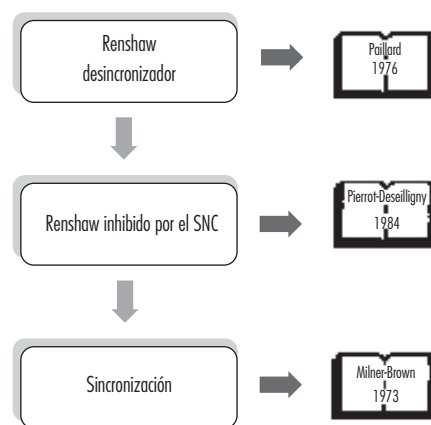 Renshaw
desincronizador
Paillard
1976
Renshaw inhibido por el SNC
Pierrot-Deseilligny
1984
Sincronización
Milner-Brown
1973